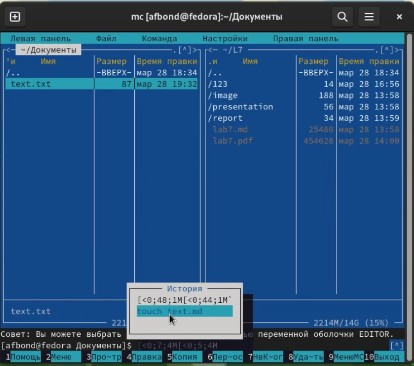 mc [afbond@fedora]:~/Документы
Левая панель Файл Команда Настройки Правая панель
<─ ~/Документы .[^]> <─ ~/L7 .[^]>
'и Имя Размер Время правки .и Имя Размер Время правки
/.. -ВВЕРХ- мар 28 18:34 /.. -ВВЕРХ- мар 28 18:34
text.txt 87 мар 28 19:32 /123 14 мар 28 16:56
/image 188 мар 28 13:58
/presentation 56 мар 28 13:58
/report 34 мар 28 13:59
lab7.md 25480 мар 28 13:58
lab7.pdf 454628 мар 28 14:00
История
[<0;48;1M[<0;44;1M`
touch text.md
text.txt
2214M/14G (15%)
Совет: Вы можете выбрать переменной оболочки EDITOR.
[afbond@fedora Документы]$ [<0;7;4M[<0;5;4M [^]
1Помощь 2Меню 3Про~тр 4Правка 5Копия 6Пер~ос 7НвК~ог 8Уда~ть 9МенюMC 10Выход